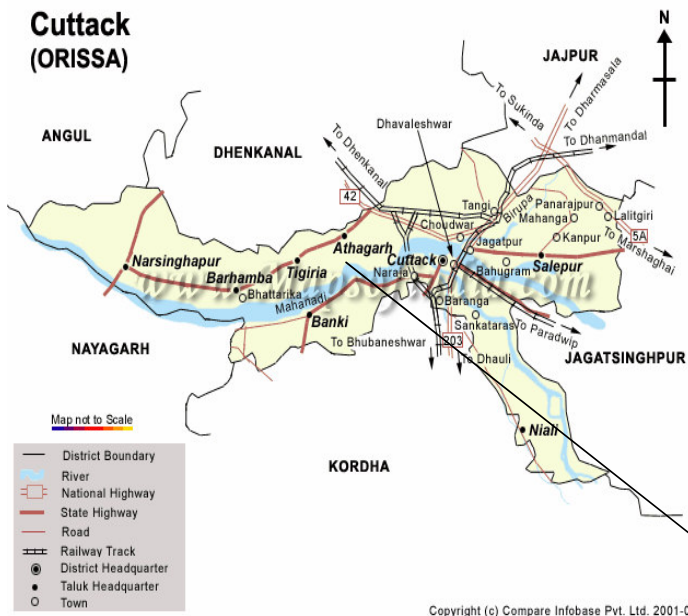 Cuttack
(ORISSA)
N
JAJPUR
To Sukinda
To Dharmasala
Dhavaleshwar
To Dhanmandal
ANGUL
DHENKANAL
To Dhenkanal
42
Tangi
Birupa
Panarajpur
Mahanga
Lalitgiri
5A
To Marshaghai
Choudwar
Athagarh
Jagatpur
Kanpur
Cuttack
Narsinghapur
Tigiria
Naraja
Bahugram
Salepur
Barhamba
Bhattarika
Mahanadi
Baranga
Banki
Sankataras
To Paradwip
NAYAGARH
To Bhubaneshwar
203
To Dhauli
JAGATSINGHPUR
Map not to Scale
Niali
KORDHA
District Boundary
River
National Highway
State Highway
Road
Railway Track
District Headquarter
Taluk Headquarter
Town
Copyright (c) Compare Infobase Pvt. Ltd. 2001-0